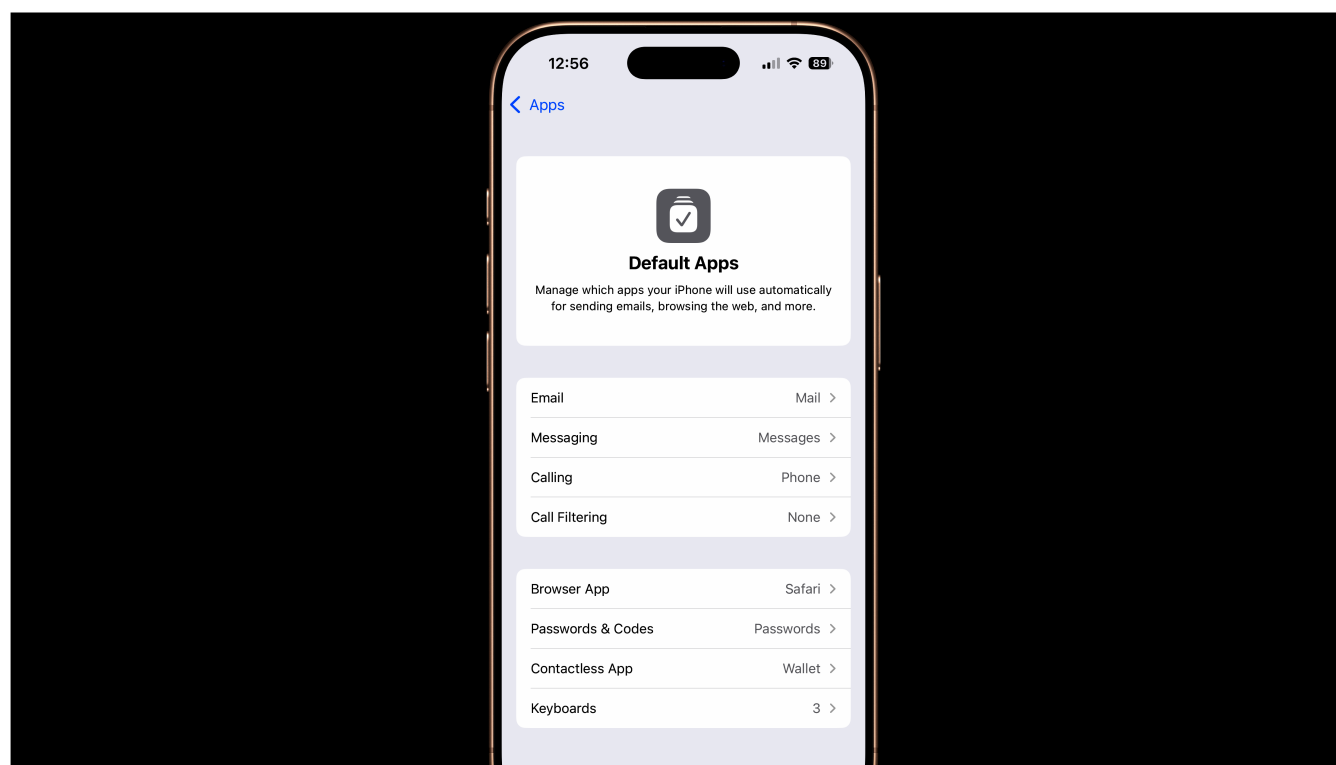 12:56
89
Apps
Default Apps
Manage which apps your iPhone will use automatically
for sending emails, browsing the web, and more.
Email Mail
Messaging Messages
Calling Phone
Call Filtering None
Browser App Safari
Passwords & Codes Passwords
Contactless App Wallet
Keyboards 3